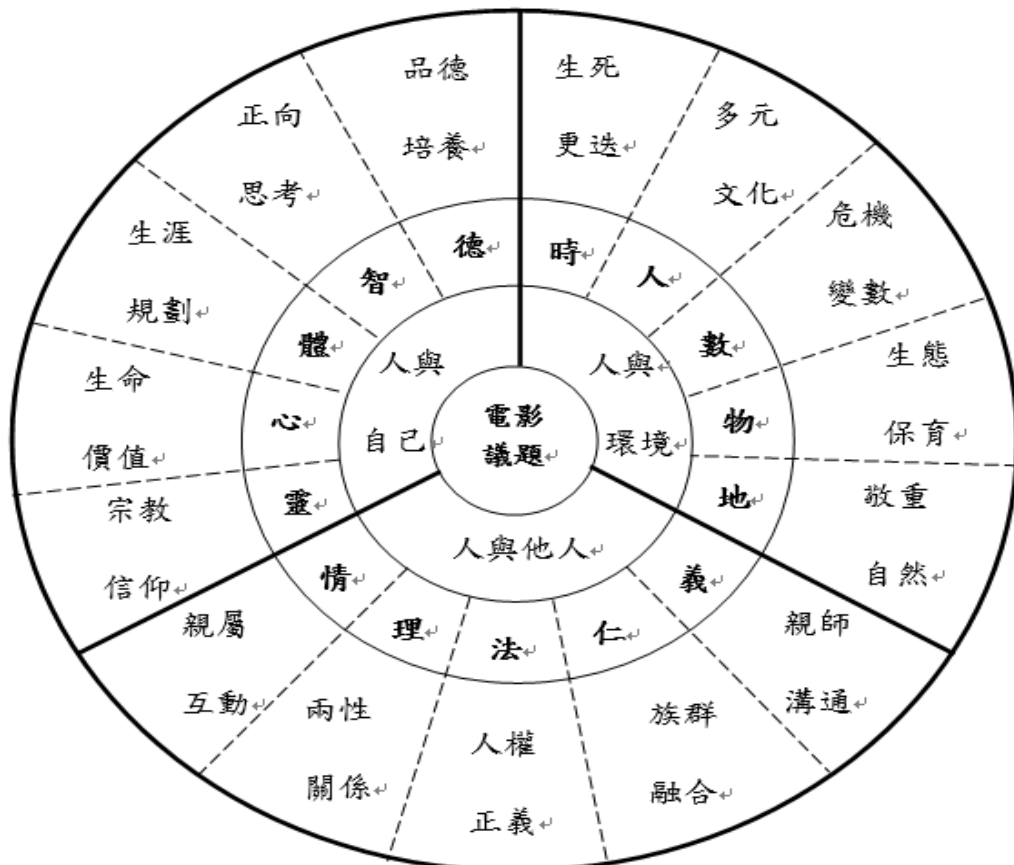 電影
議題
人與
自己
人與
環境
人與他人
德
智
體
心
靈
時
人
數
物
地
情
理
法
仁
義
品德
培養
正向
思考
生涯
規劃
生命
價值
宗教
信仰
生死
更迭
多元
文化
危機
變數
生態
保育
敬重
自然
親屬
互動
兩性
關係
人權
正義
族群
融合
親師
溝通